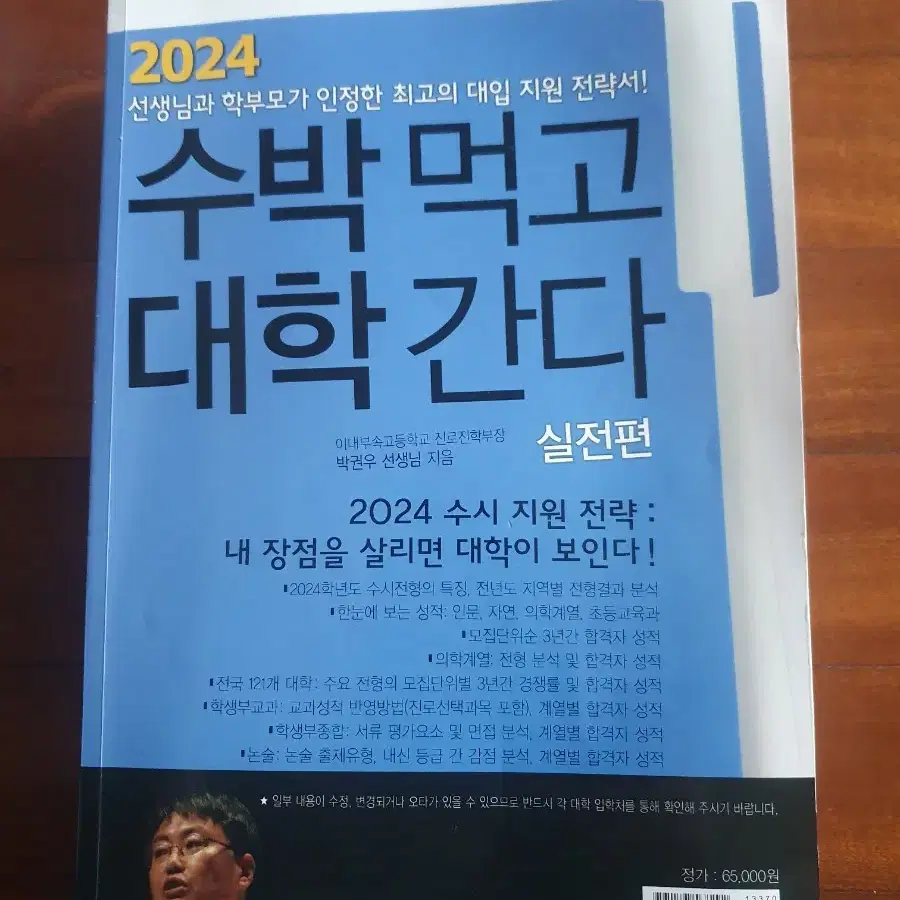 2024
선생님과 학부모가 인정한 최고의 대입 지원 전략서!
수박 먹고
대학 간다
실전편
이대부속고등학교 진로진학부장
박권우 선생님 지음
2024 수시 지원 전략 :
내 장점을 살리면 대학이 보인다!
▮2024학년도 수시전형의 특징, 전년도 지역별 전형결과 분석
▮한눈에 보는 성적: 인문, 자연, 의학계열, 초등교육과
▮모집단위순 3년간 합격자 성적
▮의학계열: 전형 분석 및 합격자 성적
▮전국 121개 대학: 주요 전형의 모집단위별 3년간 경쟁률 및 합격자 성적
▮학생부교과: 교과성적 반영방법(진로선택과목 포함), 계열별 합격자 성적
▮학생부종합: 서류 평가요소 및 면접 분석, 계열별 합격자 성적
▮논술: 논술 출제유형, 내신 등급 간 감점 분석, 계열별 합격자 성적
★ 일부 내용이 수정, 변경되거나 오타가 있을 수 있으므로 반드시 각 대학 입학처를 통해 확인해 주시기 바랍니다.
정가 : 65,000원
13370